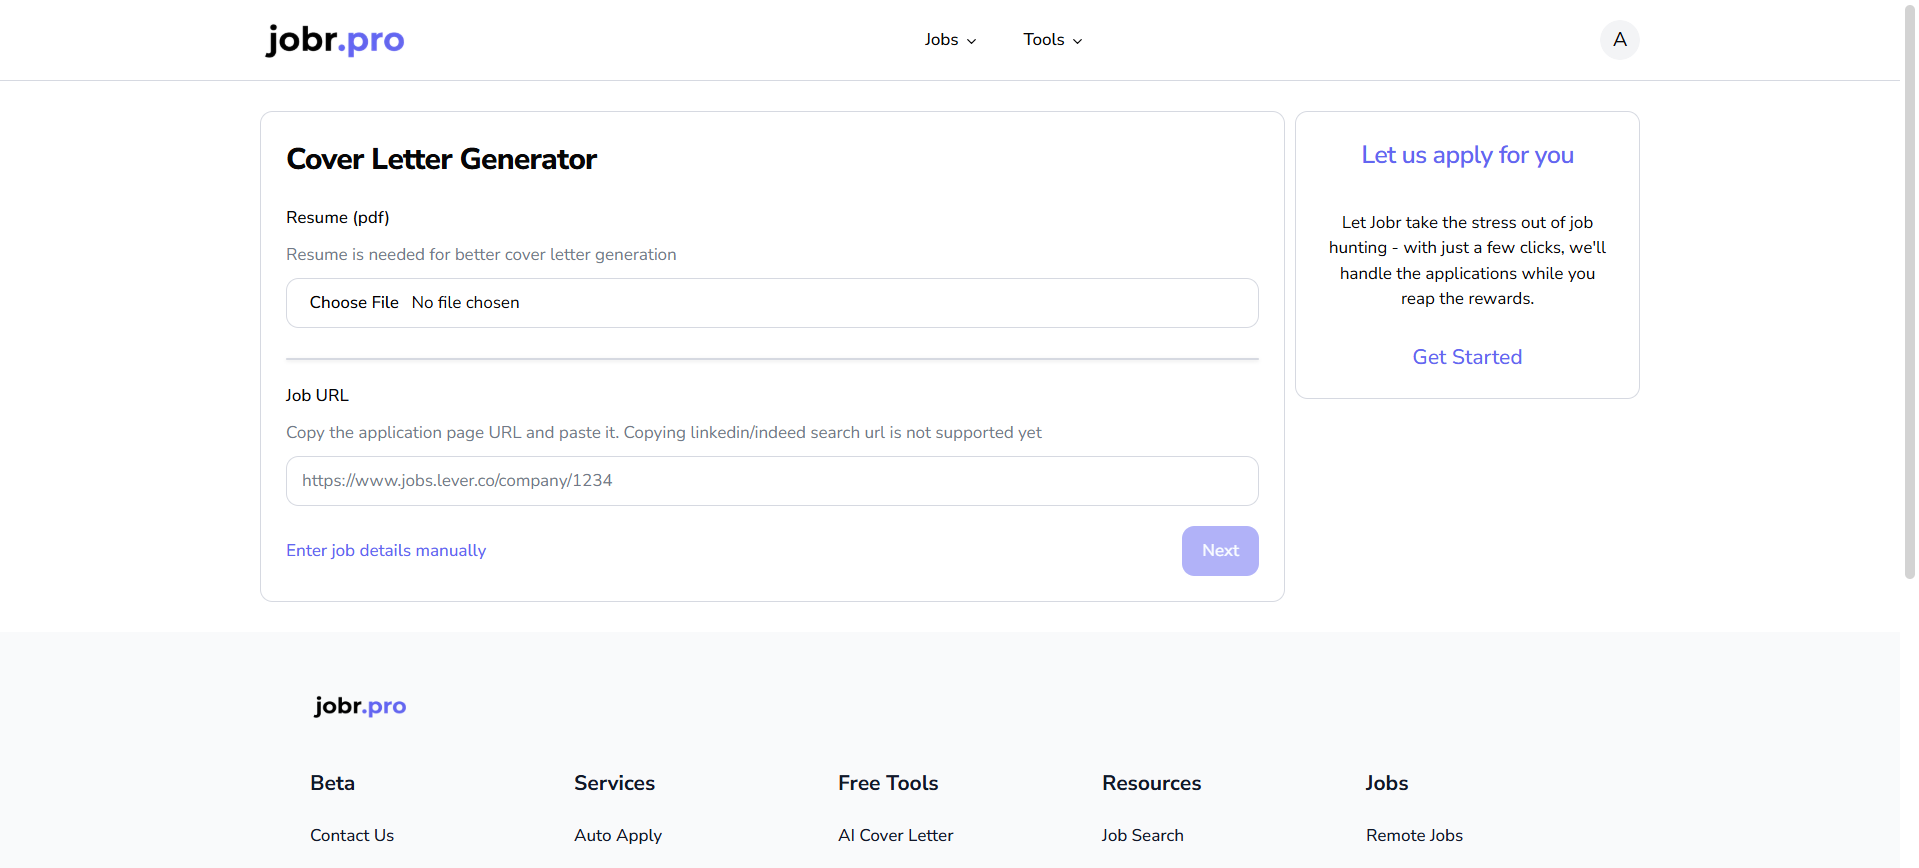 jobr.pro
Jobs
Tools
A
Cover Letter Generator
Resume (pdf)
Resume is needed for better cover letter generation
Choose File No file chosen
Job URL
Copy the application page URL and paste it. Copying linkedin/indeed search url is not supported yet
https://www.jobs.lever.co/company/1234
Enter job details manually
Next
Let us apply for you
Let Jobr take the stress out of job
hunting - with just a few clicks, we'll
handle the applications while you
reap the rewards.
Get Started
jobr.pro
Beta
Contact Us
Services
Auto Apply
Free Tools
AI Cover Letter
Resources
Job Search
Jobs
Remote Jobs